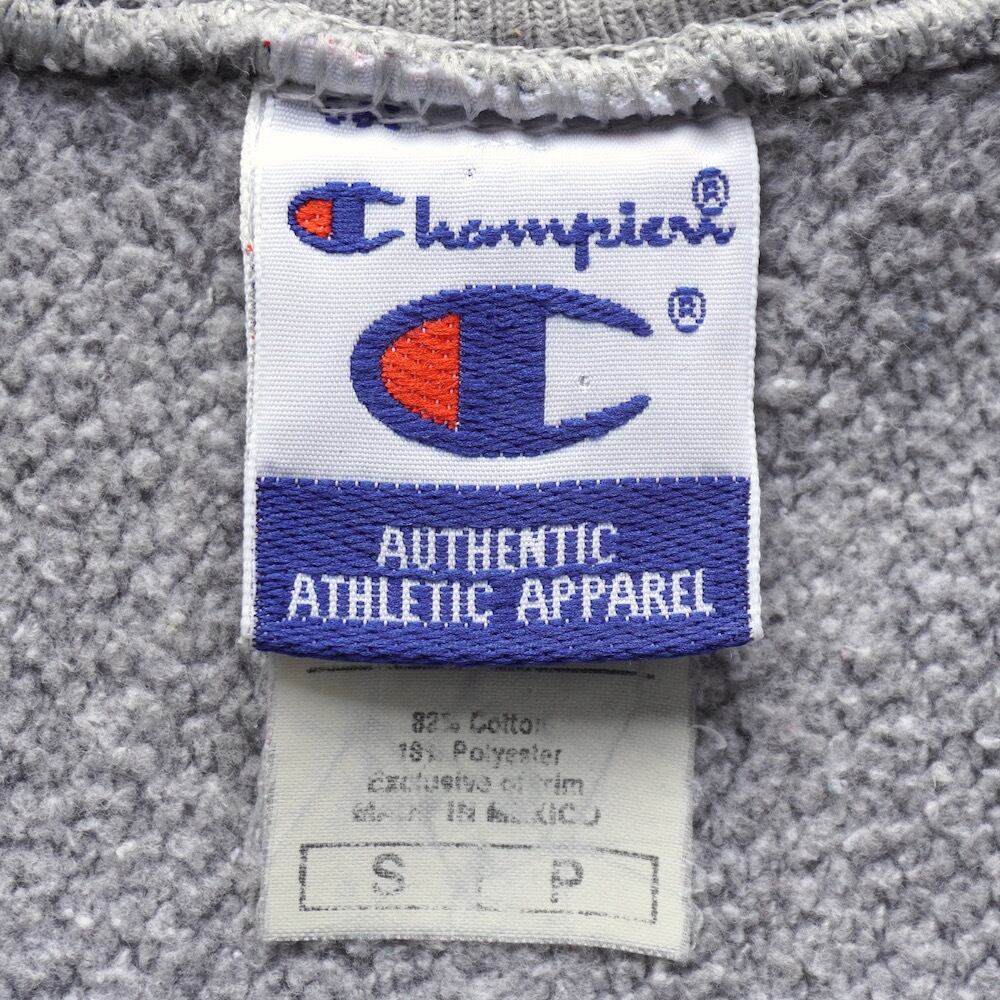 Champion®
C ®
AUTHENTIC
ATHLETIC APPAREL
82% Cotton
18% Polyester
Exclusive of Trim
MADE IN MEXICO
S P